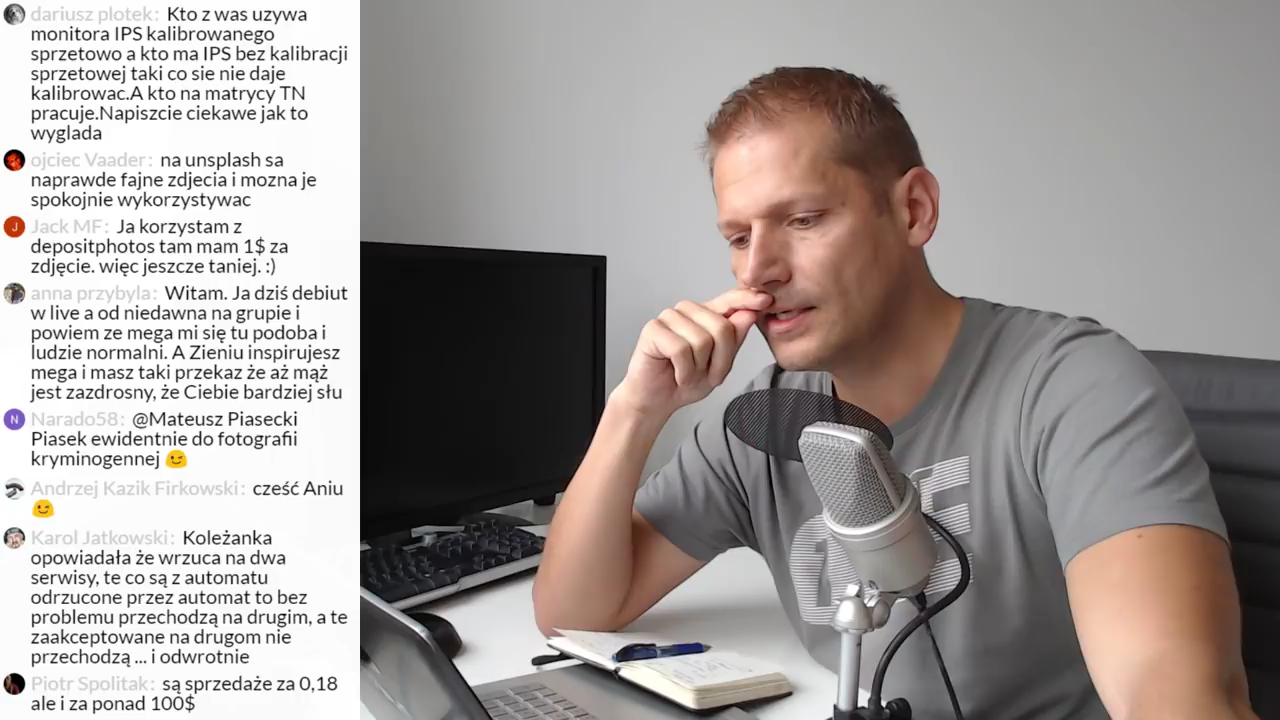 dariusz plotek: Kto z was uzywa
monitora IPS kalibrowanego
sprzetowo a kto ma IPS bez kalibracji
sprzetowej taki co sie nie daje
kalibrowac.A kto na matrycy TN
pracuje.Napiszcie ciekawe jak to
wyglada
ojciec Vaader: na unsplash sa
naprawde fajne zdjecia i mozna je
spokojnie wykorzystywac
J Jack MF: Ja korzystam z
depositphotos tam mam 1$ za
zdjęcie. więc jeszcze taniej. :)
anna przybyla: Witam. Ja dziś debiut
w live a od niedawna na grupie i
powiem ze mega mi się tu podoba i
ludzie normalni. A Zieniu inspirujesz
mega i masz taki przekaz że aż mąż
jest zazdrosny, że Ciebie bardziej słu
N Narado58: @Mateusz Piasecki
Piasek ewidentnie do fotografii
kryminogennej 😉
Andrzej Kazik Firkowski: cześć Aniu
😉
Karol Jatkowski: Koleżanka
opowiadała że wrzuca na dwa
serwisy, te co są z automatu
odrzucone przez automat to bez
problemu przechodzą na drugim, a te
zaakceptowane na drugom nie
przechodzą ... i odwrotnie
Piotr Spolitak: są sprzedaże za 0,18
ale i za ponad 100$